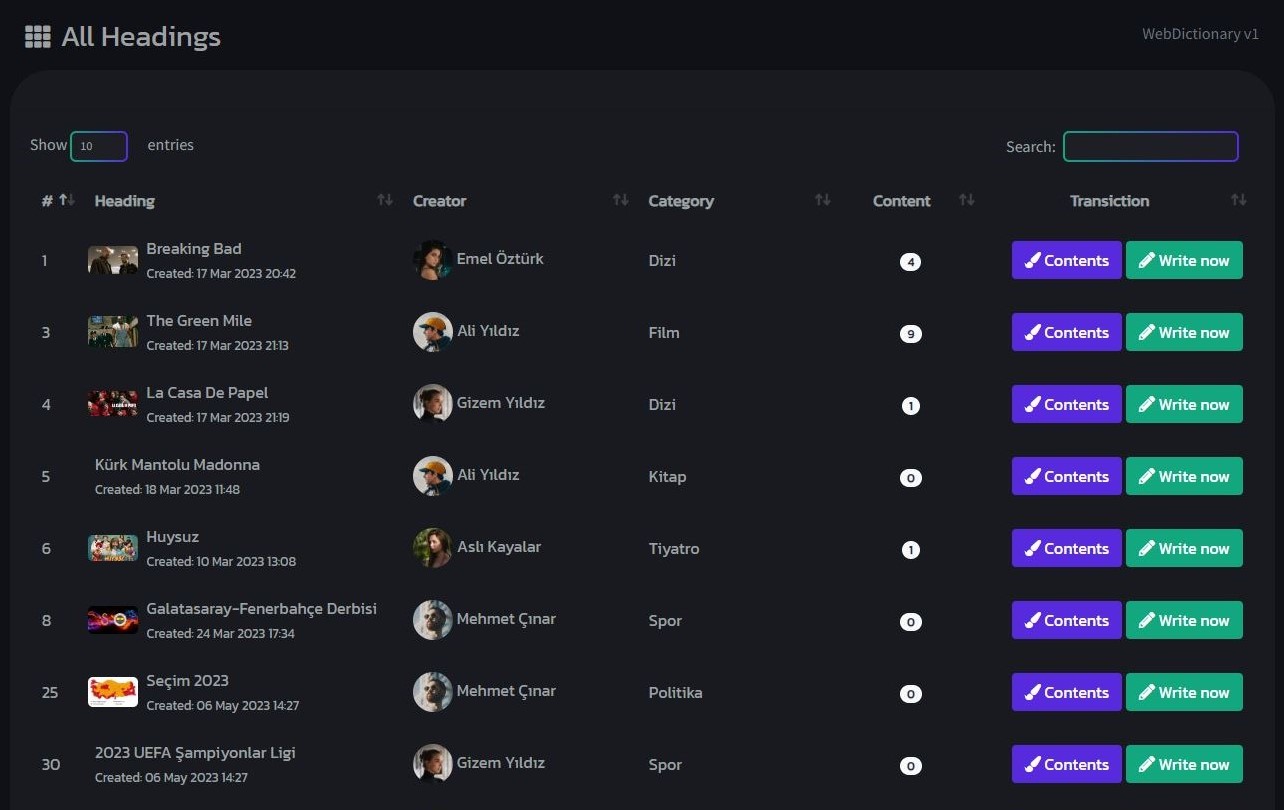 All Headings
WebDictionary v1
Show 10 entries
Search:
# Heading Creator Category Content Transiction
1 Breaking Bad Emel Öztürk Dizi 4 Contents Write now
Created: 17 Mar 2023 20:42
3 The Green Mile Ali Yıldız Film 9 Contents Write now
Created: 17 Mar 2023 21:13
4 La Casa De Papel Gizem Yıldız Dizi 1 Contents Write now
Created: 17 Mar 2023 21:19
5 Kürk Mantolu Madonna Ali Yıldız Kitap 0 Contents Write now
Created: 18 Mar 2023 11:48
6 Huysuz Aslı Kayalar Tiyatro 1 Contents Write now
Created: 10 Mar 2023 13:08
8 Galatasaray-Fenerbahçe Derbisi Mehmet Çınar Spor 0 Contents Write now
Created: 24 Mar 2023 17:34
25 Seçim 2023 Mehmet Çınar Politika 0 Contents Write now
Created: 06 May 2023 14:27
30 2023 UEFA Şampiyonlar Ligi Gizem Yıldız Spor 0 Contents Write now
Created: 06 May 2023 14:27